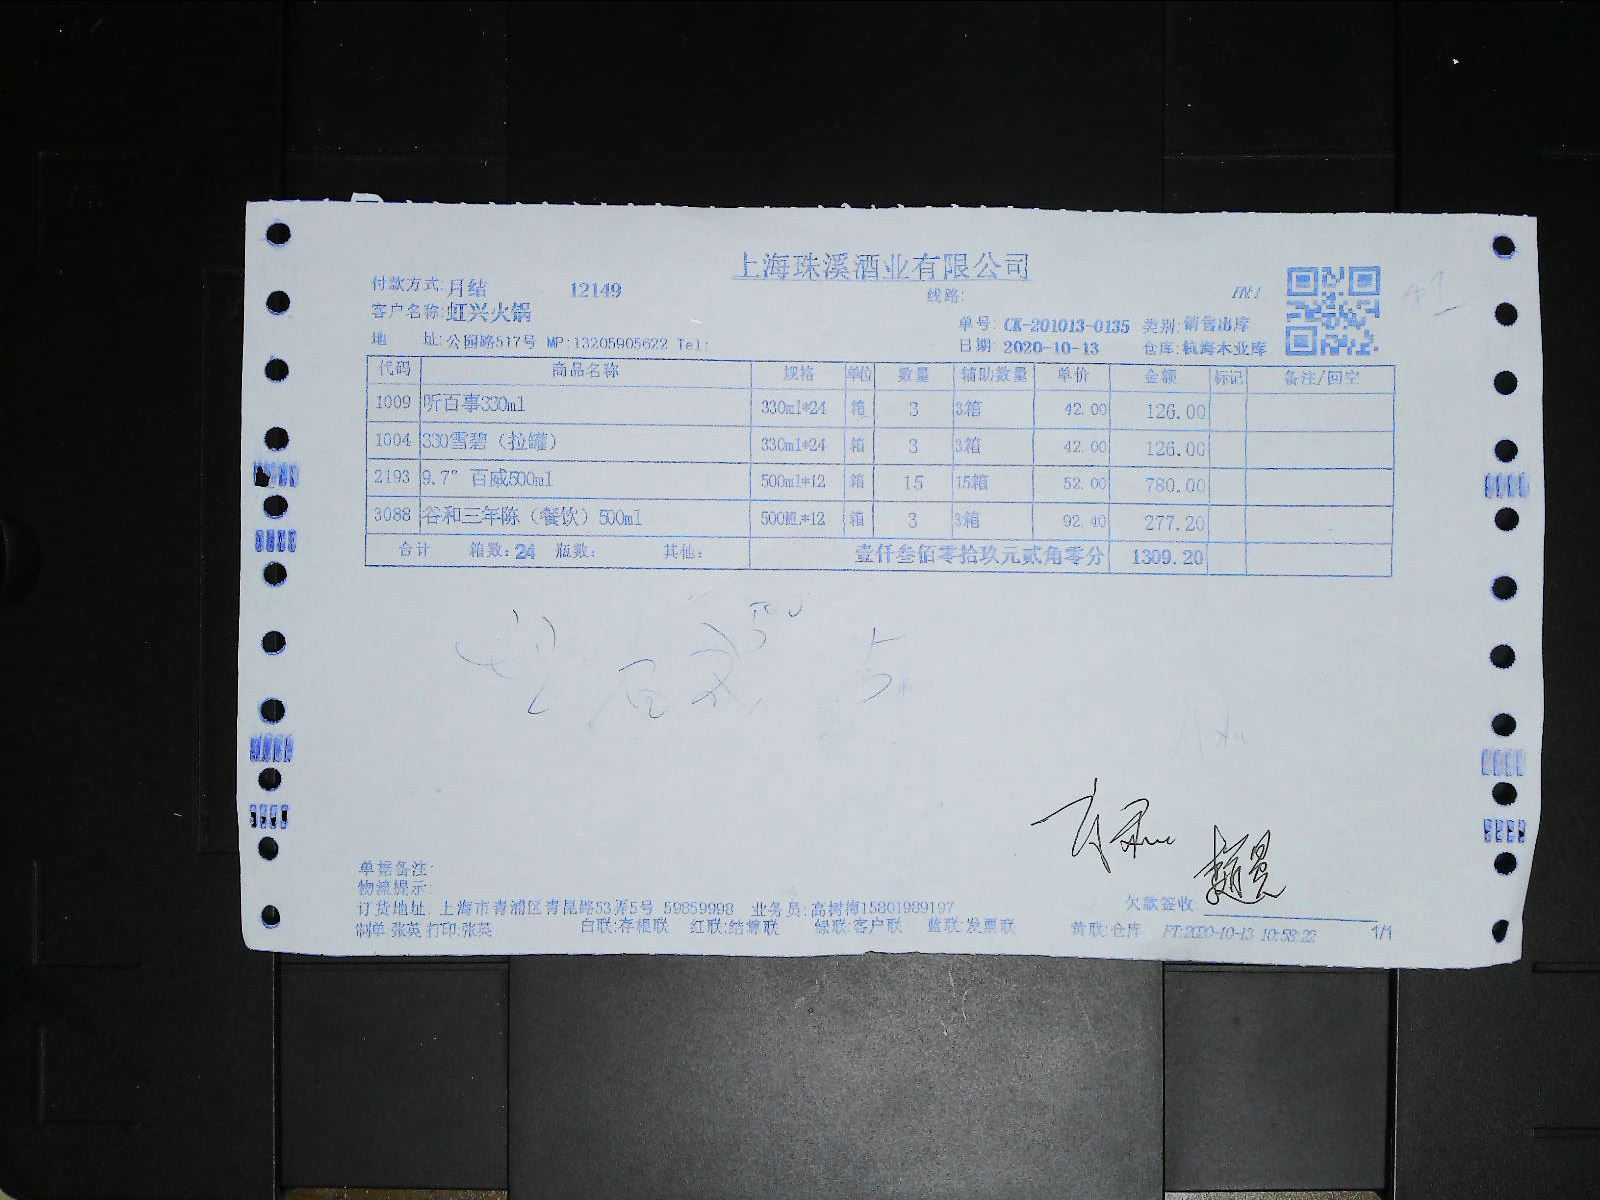 上海珠溪酒业有限公司
付款方式:月结 12149 线路:
客户名称:虹兴火锅
单号: CK-201013-0135 类别:销售出库
地 址:公园路517号 MP:13205905622 Tel:
日期: 2020-10-13 仓库:杭海木业库
代码 商品名称 规格 单位 数量 辅助数量 单价 金额 标记 备注/回空
1009 听百事330ml 330ml*24 箱 3 3箱 42.00 126.00
1004 330雪碧（拉罐） 330ml*24 箱 3 3箱 42.00 126.00
2193 9.7° 百威500ml 500ml*12 箱 15 15箱 52.00 780.00
3088 谷和三年陈（餐饮）500ml 500瓶*12 箱 3 3箱 92.40 277.20
合计 箱数:24 瓶数: 其他: 壹仟叁佰零拾玖元贰角零分 1309.20
百威 5
单据备注:
物流提示:
订货地址: 上海市青浦区青昆路53弄5号 59859998 业务员:高树梅15801989197
欠款签收:
制单:张英 打印:张英 白联:存根联 红联:结算联 绿联:客户联 蓝联:发票联 黄联:仓库 PT:2020-10-13 10:58:22 1/1